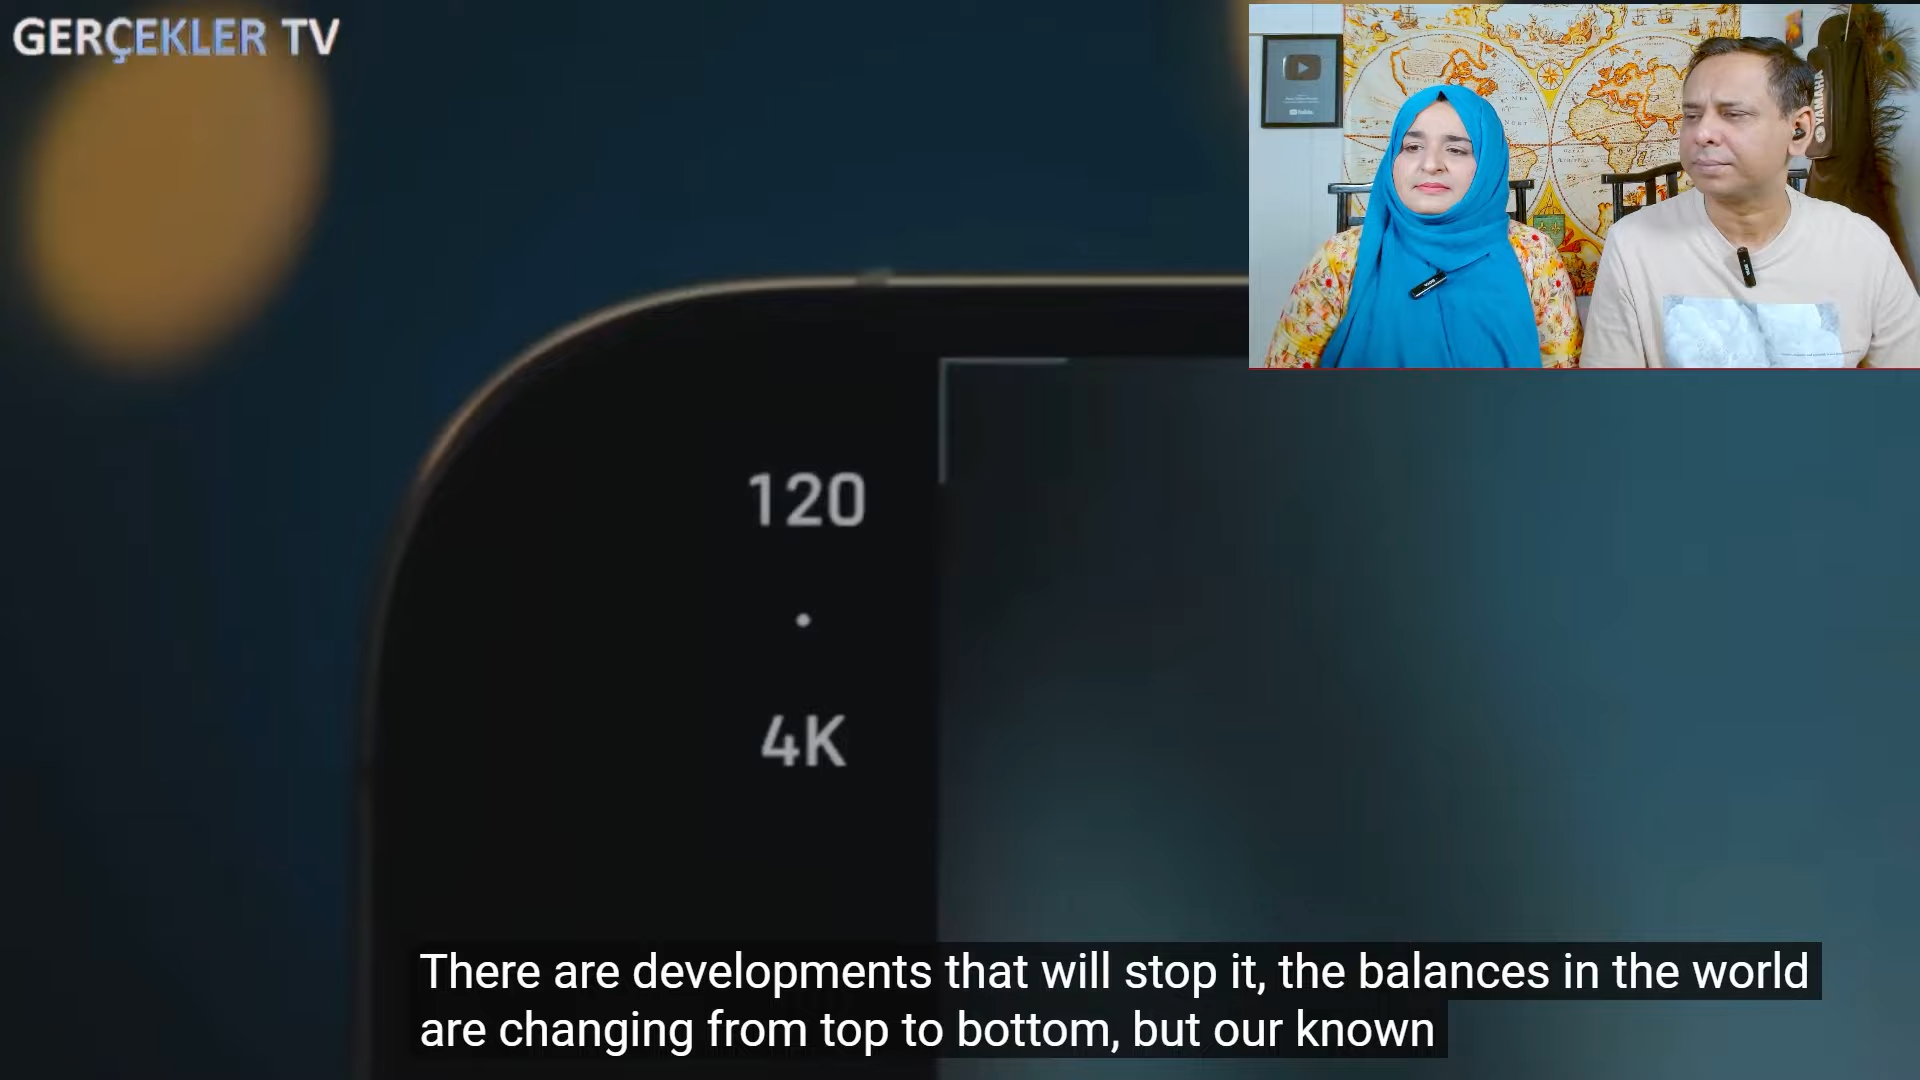 GERÇEKLER TV
YAMAHA
120
4K
There are developments that will stop it, the balances in the world
are changing from top to bottom, but our known